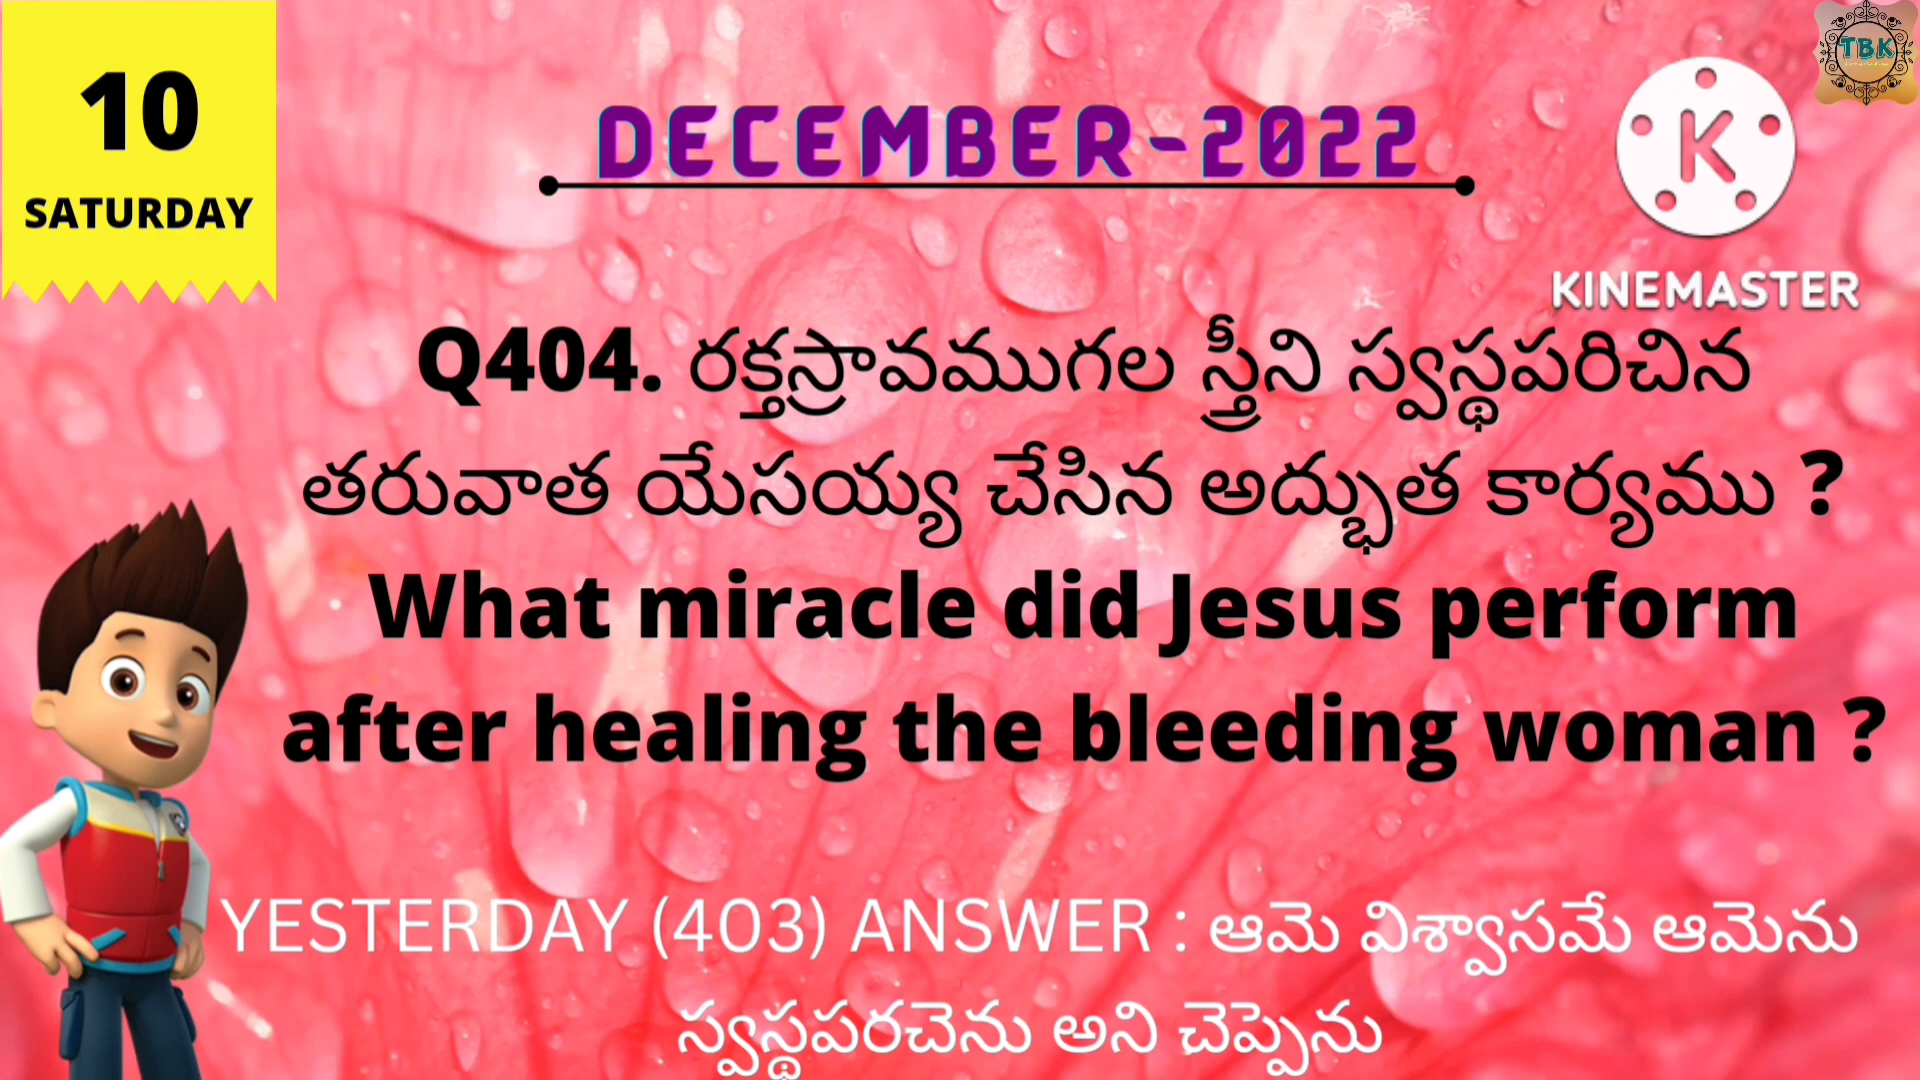 10
SATURDAY
DECEMBER-2022
TBK
K
KINEMASTER
Q404. రక్తస్రావముగల స్త్రీని స్వస్థపరిచిన
తరువాత యేసయ్య చేసిన అద్భుత కార్యము ?
What miracle did Jesus perform
after healing the bleeding woman ?
YESTERDAY (403) ANSWER : ఆమె విశ్వాసమే ఆమెను
స్వస్థపరచెను అని చెప్పెను